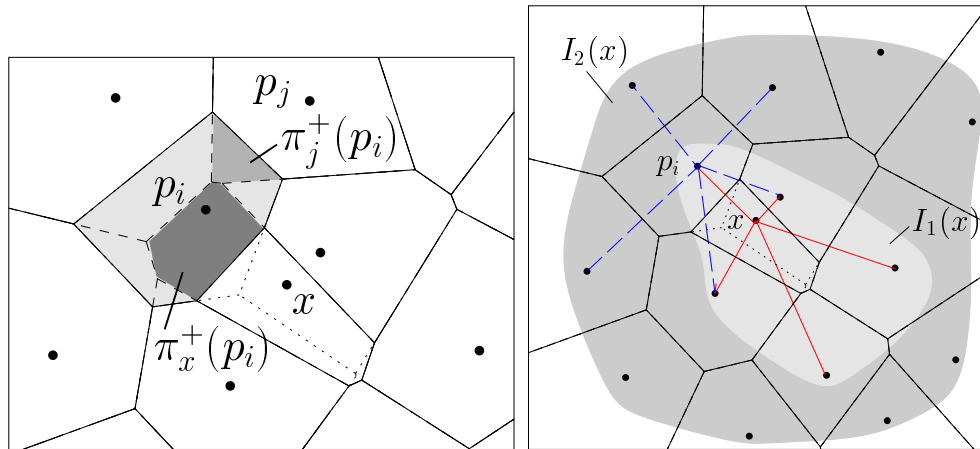 p_j
π_j^+(p_i)
p_i
x
π_x^+(p_i)
I_2(x)
p_i
x
I_1(x)